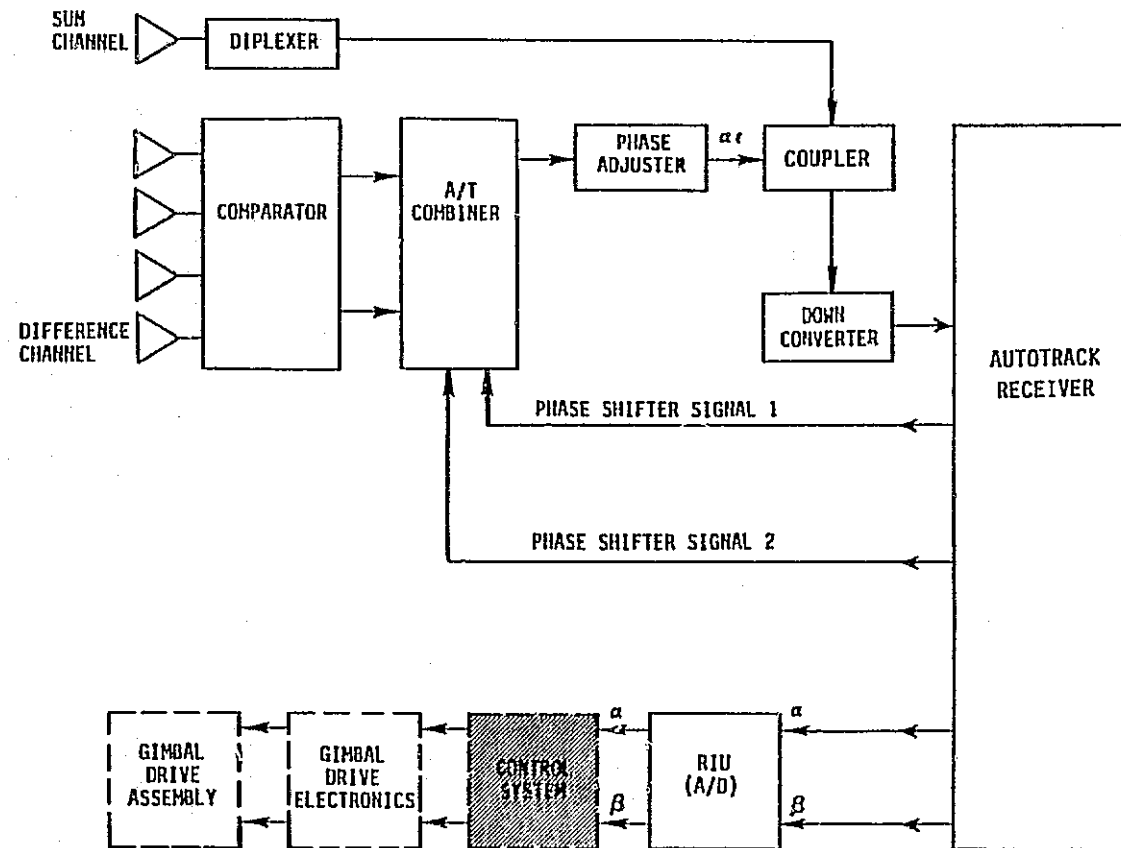 SUM
CHANNEL
DIPLEXER
PHASE
ADJUSTER
αϵ
COUPLER
COMPARATOR
A/T
COMBINER
DIFFERENCE
CHANNEL
DOWN
CONVERTER
AUTOTRACK
RECEIVER
PHASE SHIFTER SIGNAL 1
PHASE SHIFTER SIGNAL 2
GIMBAL
DRIVE
ASSEMBLY
GIMBAL
DRIVE
ELECTRONICS
CONTROL
SYSTEM
α
β
RIU
(A/D)
α
β